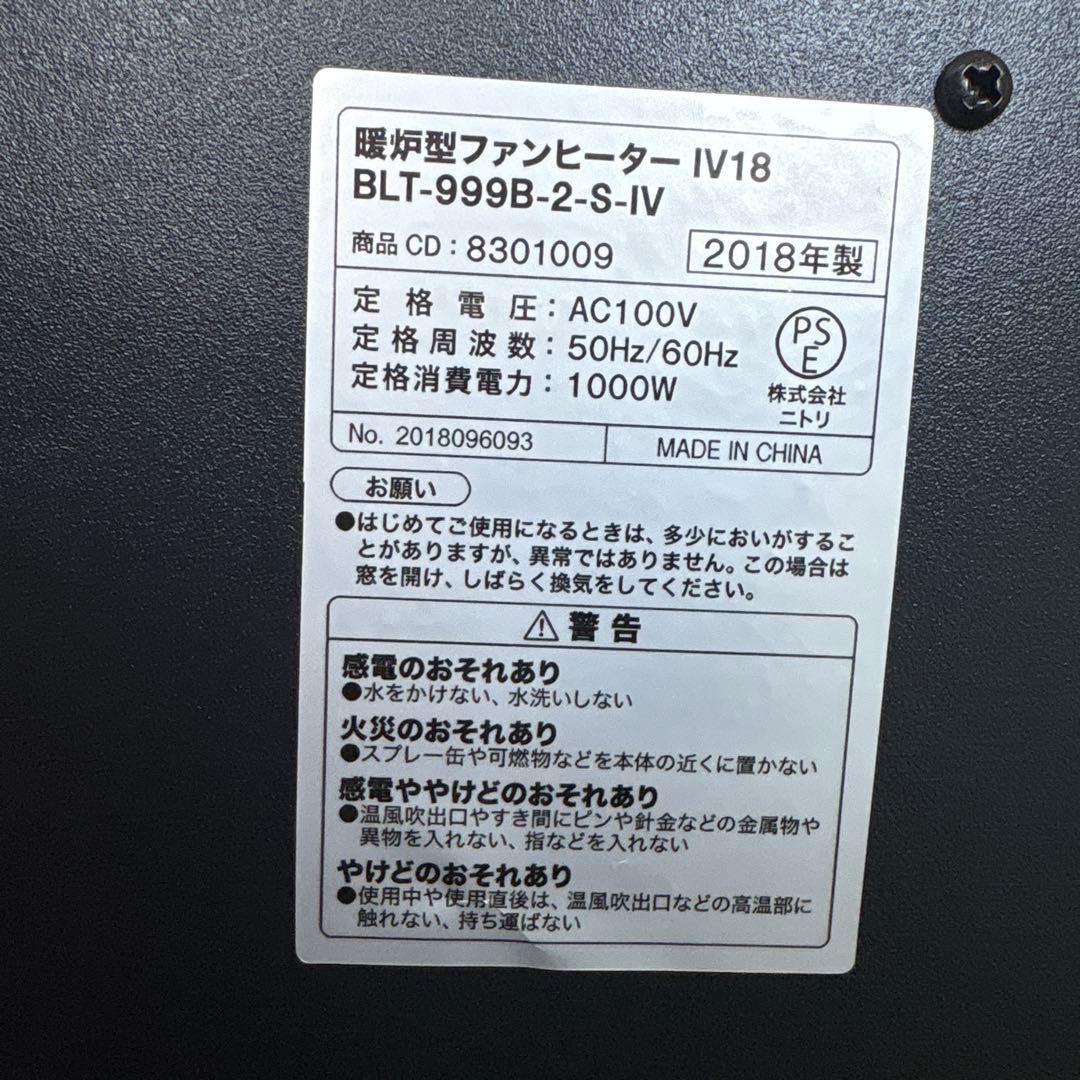 暖炉型ファンヒーター IV18
BLT-999B-2-S-IV
商品 CD：8301009
2018年製
定格電圧：AC100V
定格周波数：50Hz/60Hz
定格消費電力：1000W
PS
E
株式会社
ニトリ
No. 2018096093
MADE IN CHINA
お願い
●はじめてご使用になるときは、多少においがするこ
とがありますが、異常ではありません。この場合は
窓を開け、しばらく換気をしてください。
⚠警告
感電のおそれあり
●水をかけない、水洗いしない
火災のおそれあり
●スプレー缶や可燃物などを本体の近くに置かない
感電ややけどのおそれあり
●温風吹出口やすき間にピンや針金などの金属物や
異物を入れない、指などを入れない
やけどのおそれあり
●使用中や使用直後は、温風吹出口などの高温部に
触れない、持ち運ばない